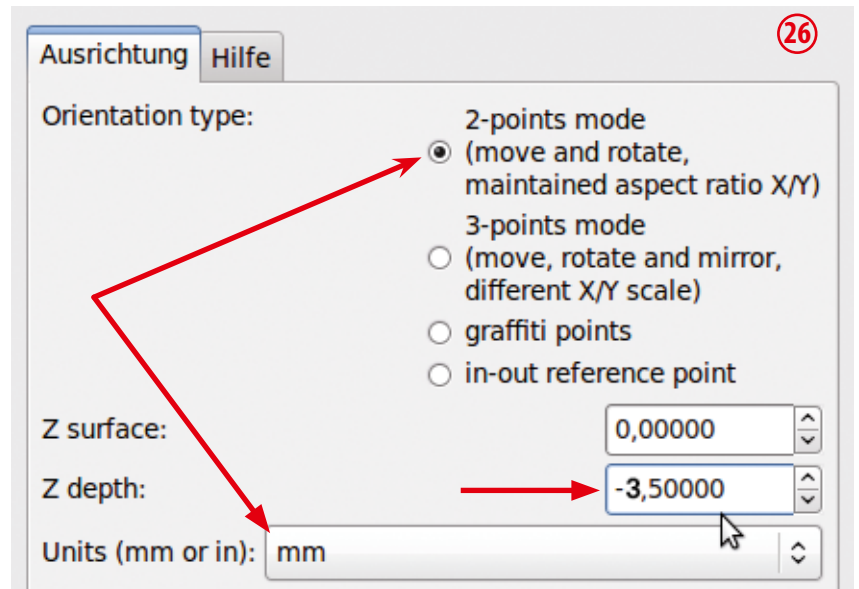 26
Ausrichtung Hilfe
Orientation type:
2-points mode
(move and rotate,
maintained aspect ratio X/Y)
3-points mode
(move, rotate and mirror,
different X/Y scale)
graffiti points
in-out reference point
Z surface: 0,00000
Z depth: -3,50000
Units (mm or in): mm